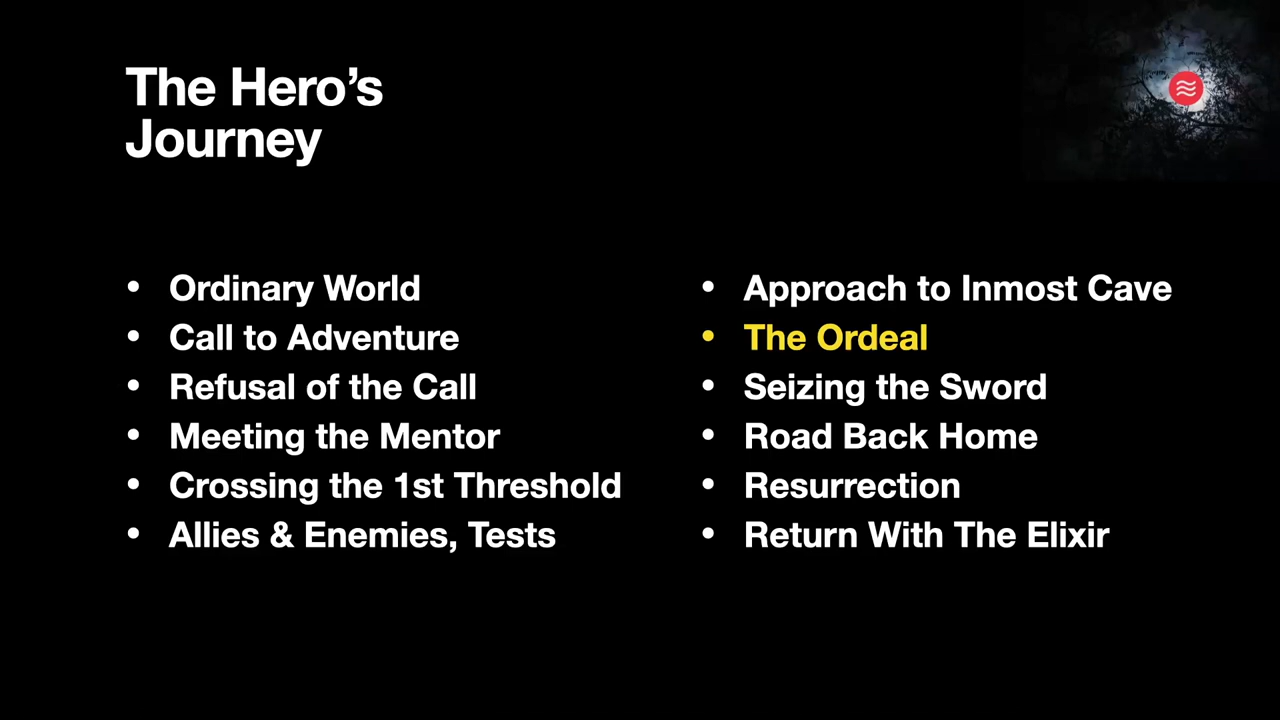 The Hero’s
Journey
• Ordinary World
• Call to Adventure
• Refusal of the Call
• Meeting the Mentor
• Crossing the 1st Threshold
• Allies & Enemies, Tests
• Approach to Inmost Cave
• The Ordeal
• Seizing the Sword
• Road Back Home
• Resurrection
• Return With The Elixir